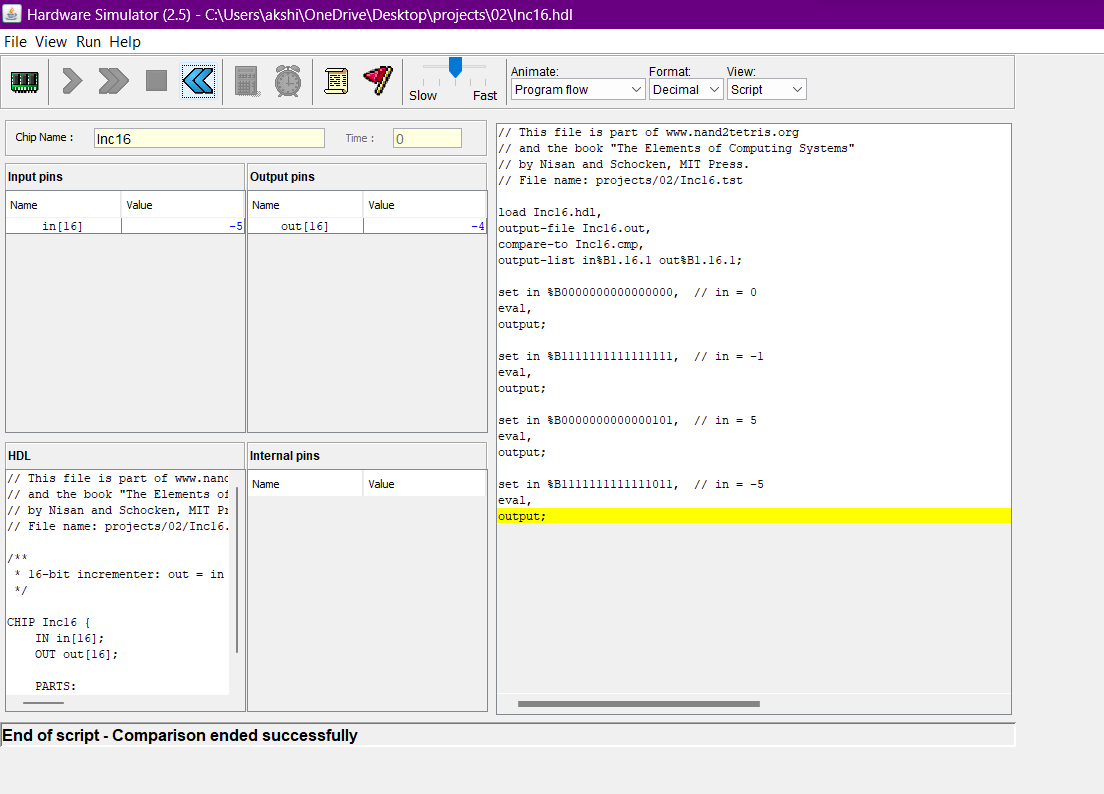 Hardware Simulator (2.5) - C:\Users\akshi\OneDrive\Desktop\projects\02\Inc16.hdl
File View Run Help
Slow Fast
Animate: Format: View:
Program flow Decimal Script
Chip Name : Inc16 Time : 0
Input pins Output pins
Name Value Name Value
in[16] -5 out[16] -4
HDL Internal pins
Name Value
// This file is part of www.nand
// and the book "The Elements of
// by Nisan and Schocken, MIT Pr
// File name: projects/02/Inc16.
/**
* 16-bit incrementer: out = in
*/
CHIP Inc16 {
IN in[16];
OUT out[16];
PARTS:
// This file is part of www.nand2tetris.org
// and the book "The Elements of Computing Systems"
// by Nisan and Schocken, MIT Press.
// File name: projects/02/Inc16.tst
load Inc16.hdl,
output-file Inc16.out,
compare-to Inc16.cmp,
output-list in%B1.16.1 out%B1.16.1;
set in %B0000000000000000,  // in = 0
eval,
output;
set in %B1111111111111111,  // in = -1
eval,
output;
set in %B0000000000000101,  // in = 5
eval,
output;
set in %B1111111111111011,  // in = -5
eval,
output;
End of script - Comparison ended successfully